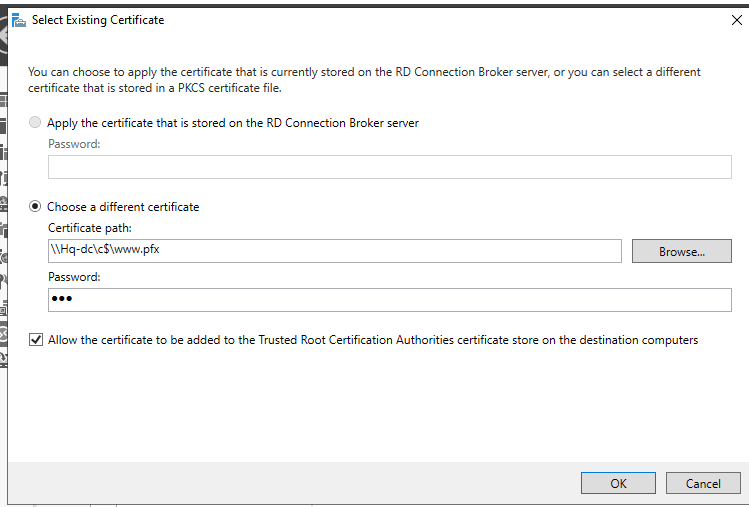 Select Existing Certificate
You can choose to apply the certificate that is currently stored on the RD Connection Broker server, or you can select a different
certificate that is stored in a PKCS certificate file.
Apply the certificate that is stored on the RD Connection Broker server
Password:
Choose a different certificate
Certificate path:
\\Hq-dc\c$\www.pfx
Browse...
Password:
●●●
Allow the certificate to be added to the Trusted Root Certification Authorities certificate store on the destination computers
OK
Cancel